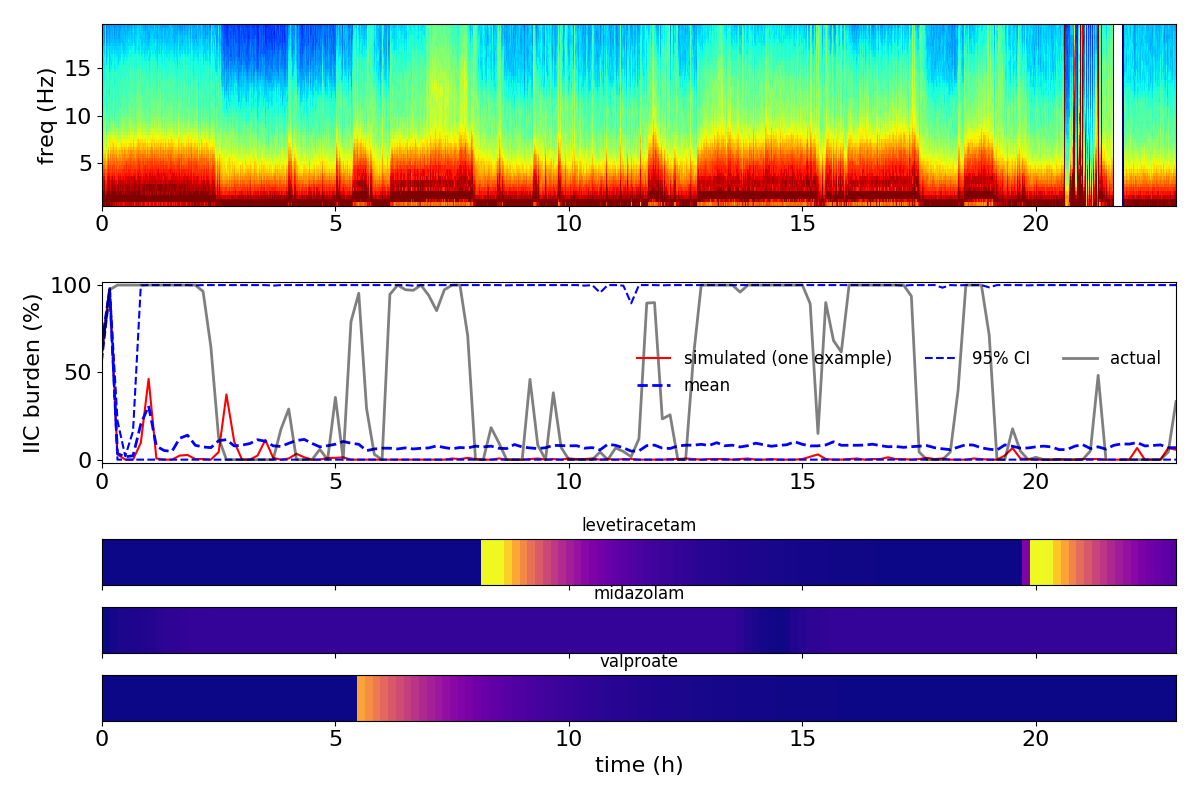 freq (Hz)
15
10
5
0 5 10 15 20
IIC burden (%)
100
50
0
simulated (one example) 95% CI actual
mean
0 5 10 15 20
levetiracetam
midazolam
valproate
0 5 10 15 20
time (h)